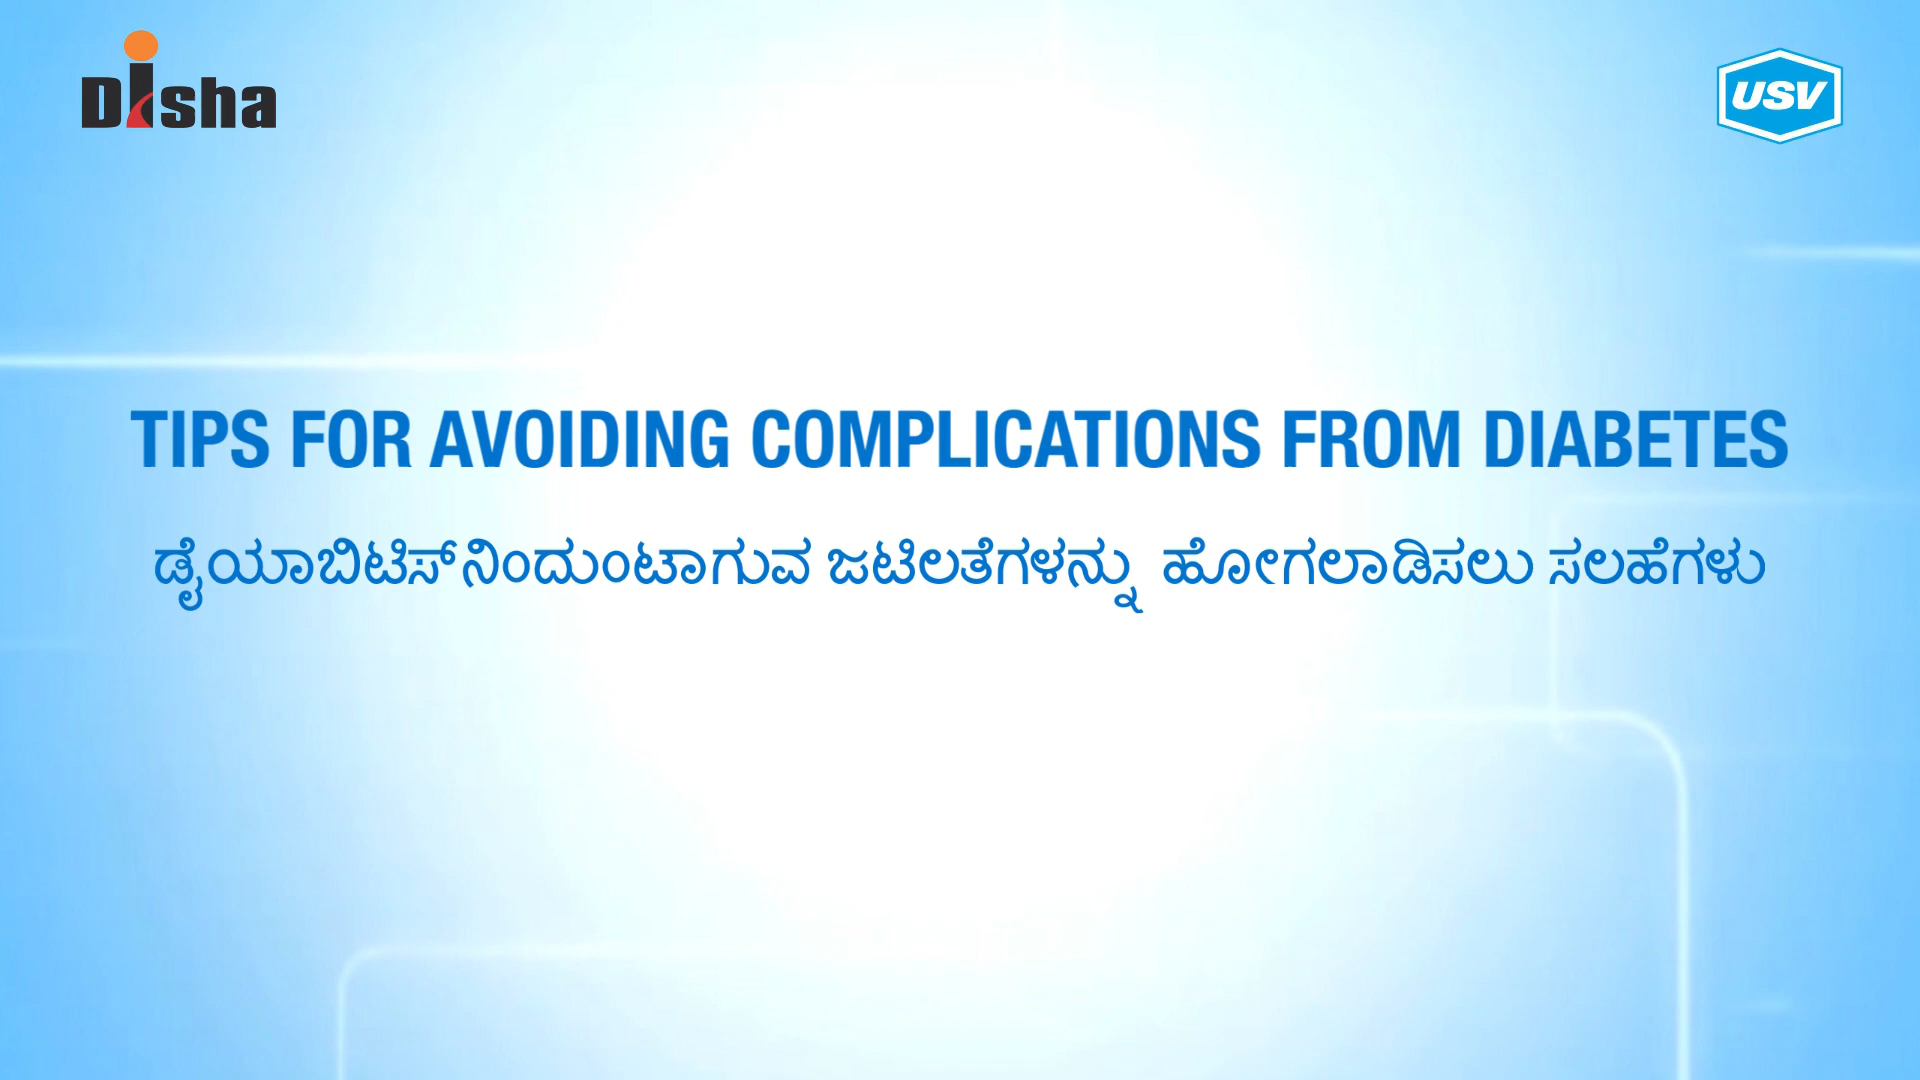 Disha
USV
TIPS FOR AVOIDING COMPLICATIONS FROM DIABETES
ಡೈಯಾಬಿಟಿಸ್‌ನಿಂದುಂಟಾಗುವ ಜಟಿಲತೆಗಳನ್ನು ಹೋಗಲಾಡಿಸಲು ಸಲಹೆಗಳು